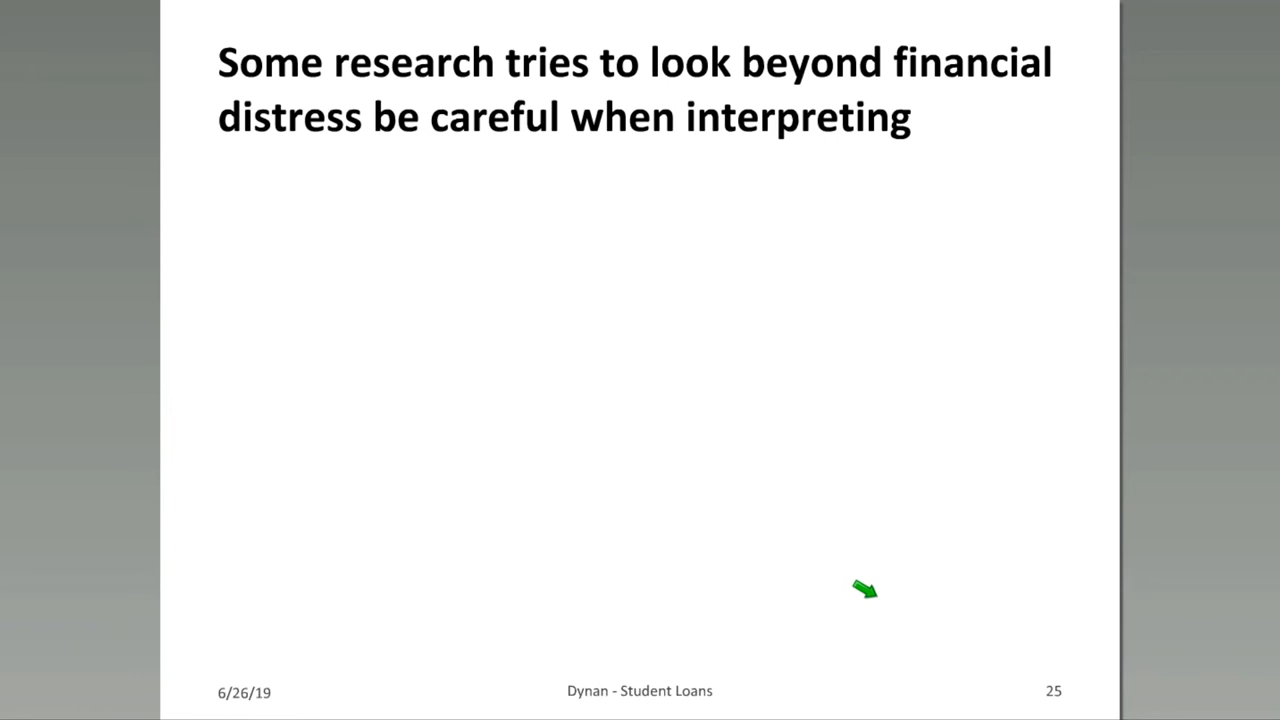 Some research tries to look beyond financial
distress be careful when interpreting
6/26/19
Dynan - Student Loans
25